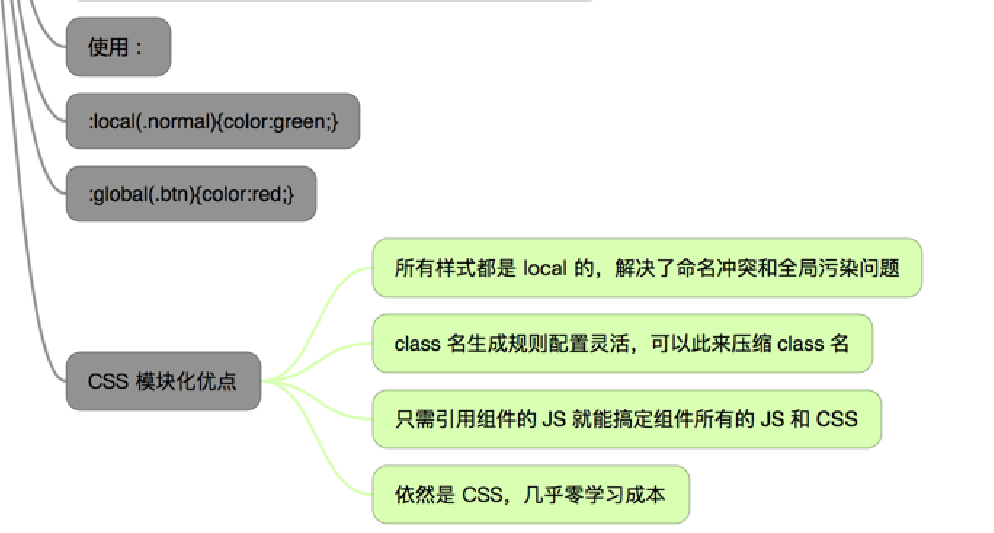 使用：
:local(.normal){color:green;}
:global(.btn){color:red;}
CSS 模块化优点
所有样式都是 local 的，解决了命名冲突和全局污染问题
class 名生成规则配置灵活，可以此来压缩 class 名
只需引用组件的 JS 就能搞定组件所有的 JS 和 CSS
依然是 CSS，几乎零学习成本